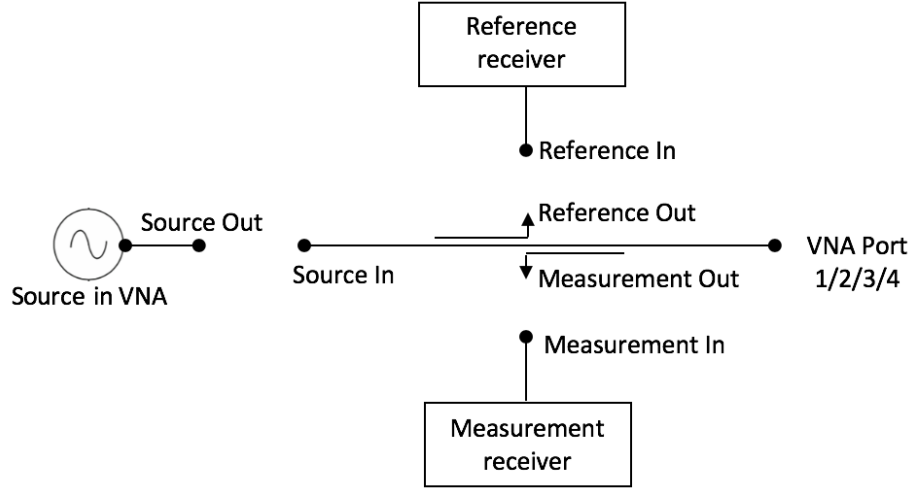 Reference
receiver
Reference In
Reference Out
Source Out
VNA Port
1/2/3/4
Source In
Measurement Out
Source in VNA
Measurement In
Measurement
receiver